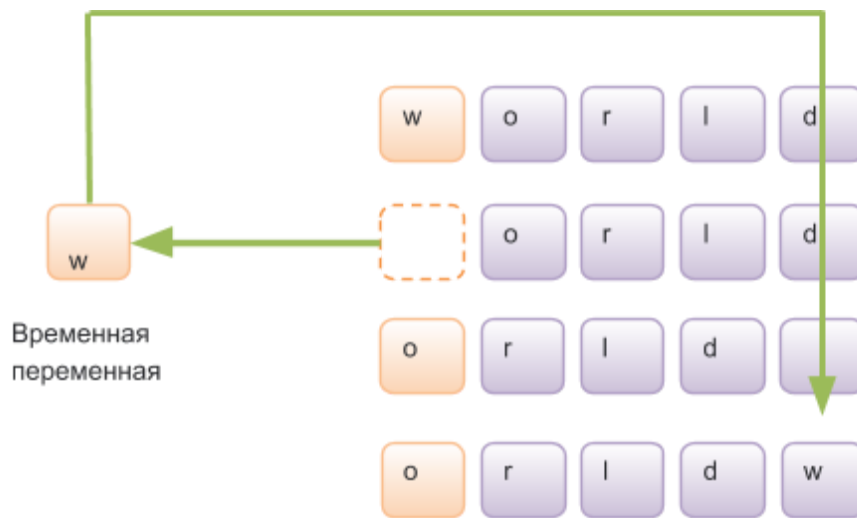 w o r l d
o r l d
w
Временная
переменная
o r l d
o r l d w